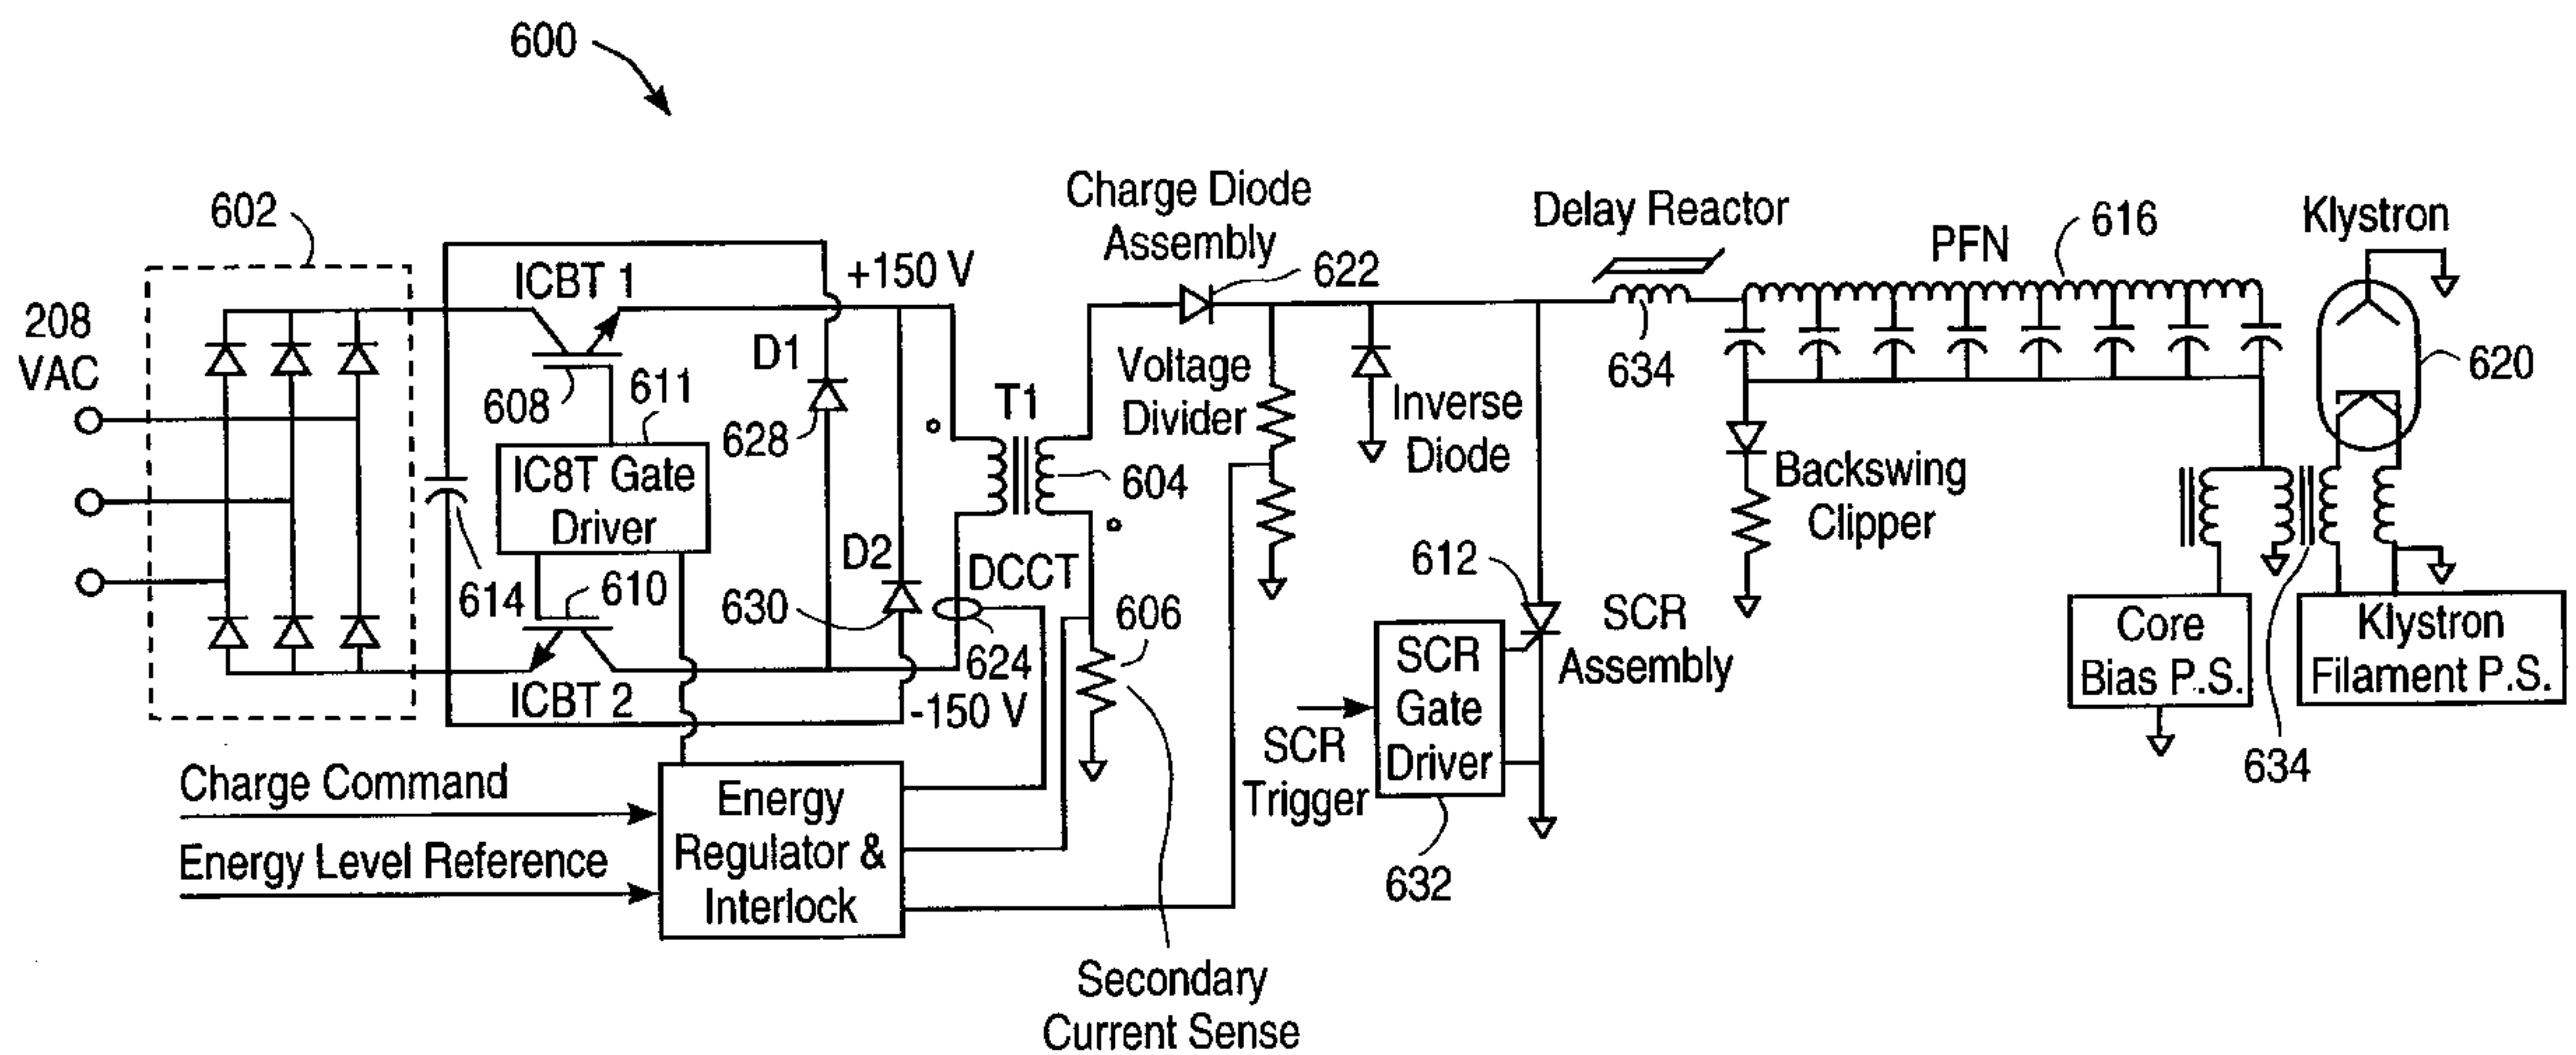 600
602
208
VAC
ICBT 1
+150 V
D1
608
611
628
IC8T Gate
Driver
614
610
D2
630
ICBT 2
-150 V
DCCT
624
T1
604
606
Charge Diode
Assembly
622
Voltage
Divider
Inverse
Diode
Delay Reactor
634
PFN
616
Klystron
620
Backswing
Clipper
612
SCR
Assembly
SCR
Gate
Driver
SCR
Trigger
632
Core
Bias P.S.
Klystron
Filament P.S.
634
Charge Command
Energy Level Reference
Energy
Regulator &
Interlock
Secondary
Current Sense